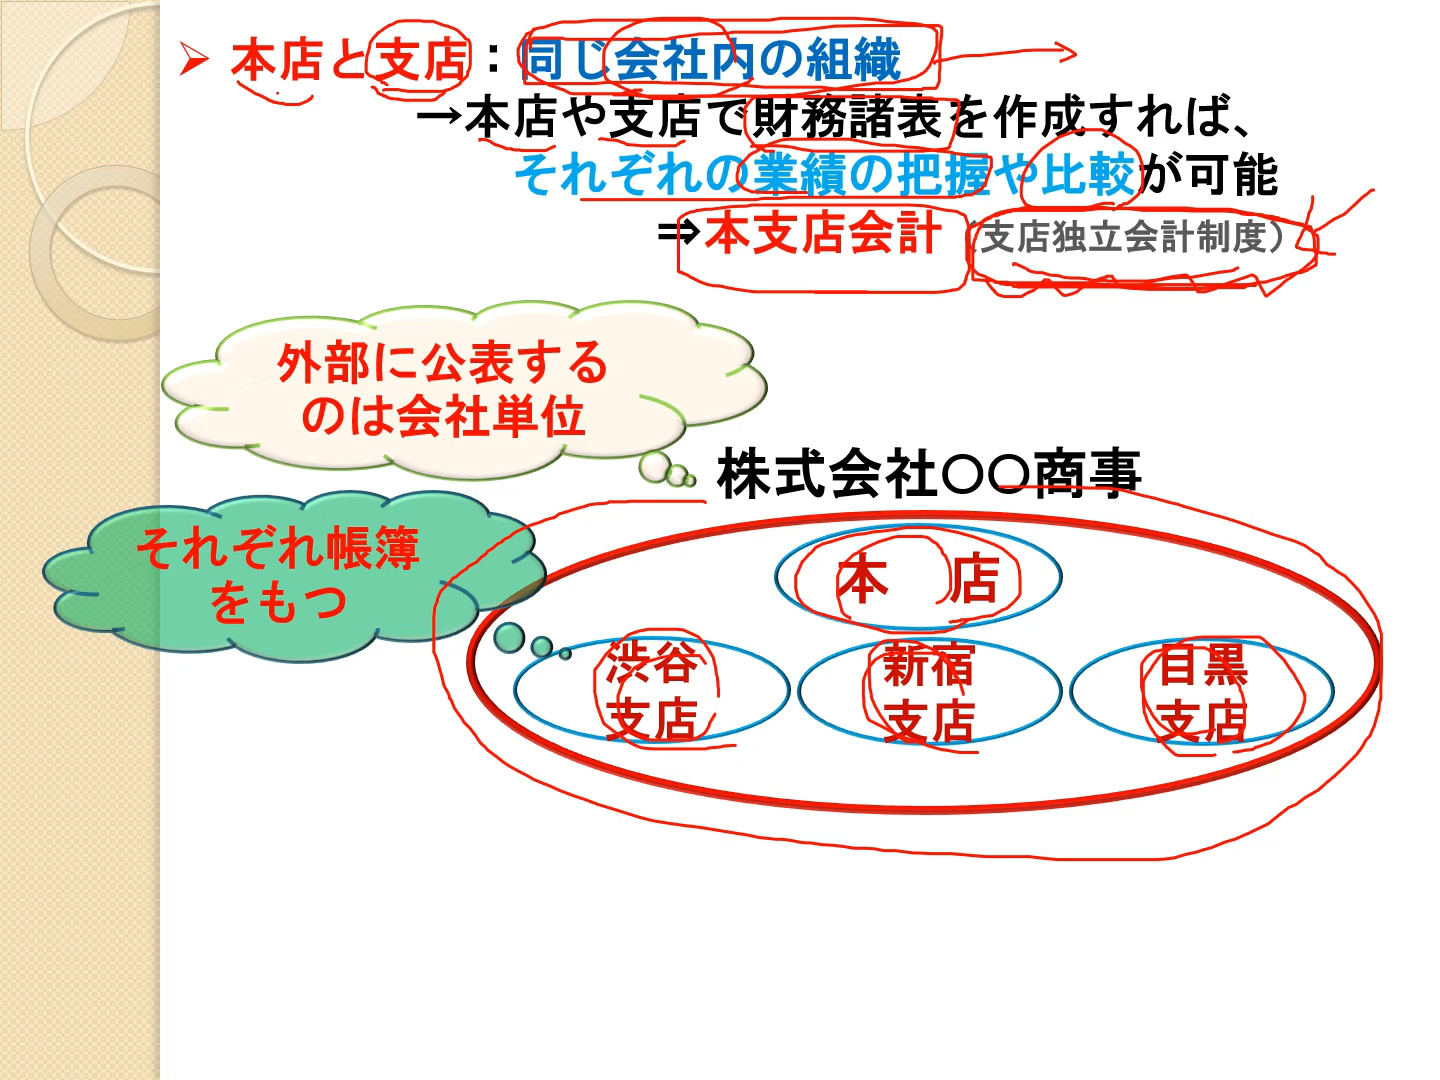 ➢ 本店と支店：同じ会社内の組織
→本店や支店で財務諸表を作成すれば、
それぞれの業績の把握や比較が可能
⇒本支店会計（支店独立会計制度）
外部に公表する
のは会社単位
株式会社〇〇商事
それぞれ帳簿
をもつ
本　店
渋谷
支店
新宿
支店
目黒
支店